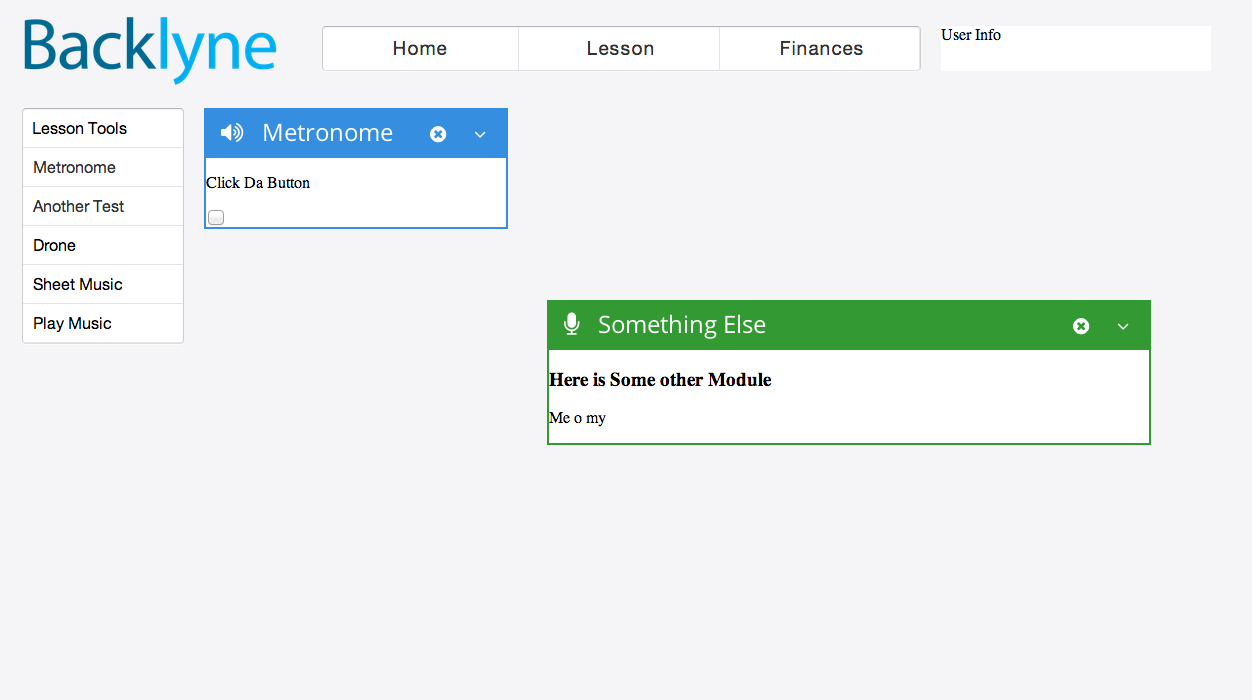 Backlyne
Home
Lesson
Finances
User Info
Lesson Tools
Metronome
Another Test
Drone
Sheet Music
Play Music
Metronome
Click Da Button
Something Else
Here is Some other Module
Me o my